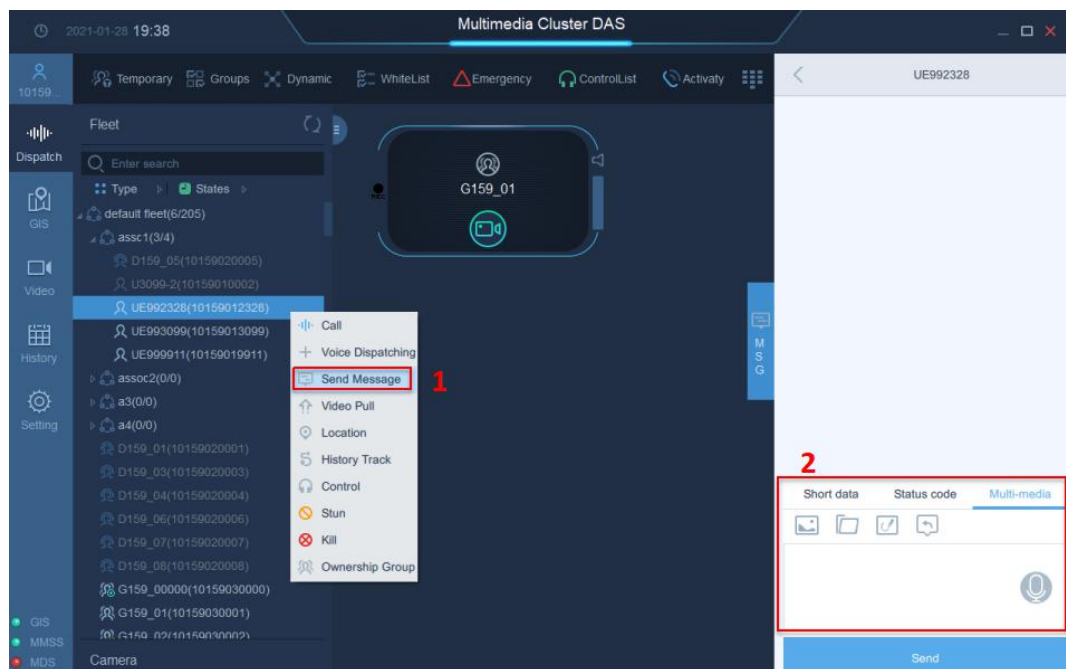 2021-01-28 19:38
Multimedia Cluster DAS
10159...
Temporary Groups Dynamic WhiteList Emergency ControlList Activaty
UE992328
Dispatch
GIS
Video
History
Setting
GIS
MMSS
MDS
Fleet
Enter search
Type States
default fleet(6/205)
assc1(3/4)
D159_05(10159020005)
U3099-2(10159010002)
UE992328(10159012328)
UE993099(10159013099)
UE999911(10159019911)
assoc2(0/0)
a3(0/0)
a4(0/0)
D159_01(10159020001)
D159_03(10159020003)
D159_04(10159020004)
D159_06(10159020006)
D159_07(10159020007)
D159_08(10159020008)
G159_00000(10159030000)
G159_01(10159030001)
G159_02(10159030002)
Camera
Call
Voice Dispatching
Send Message
1
Video Pull
Location
History Track
Control
Stun
Kill
Ownership Group
REC
G159_01
MSG
2
Short data Status code Multi-media
Send